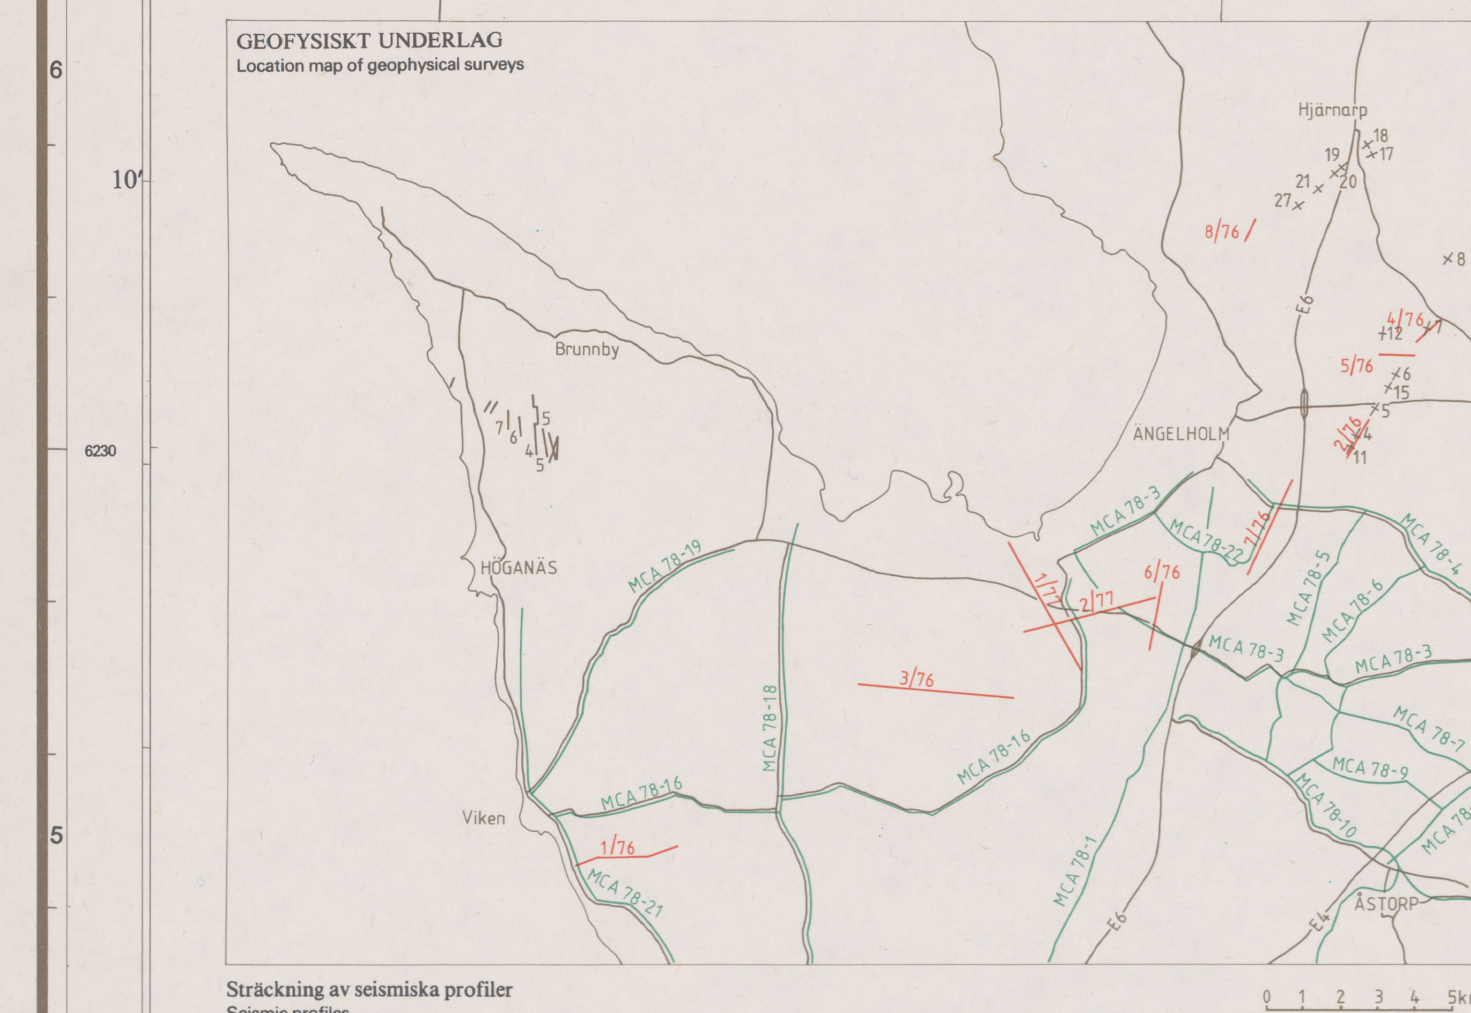 GEOFYSISKT UNDERLAG
Location map of geophysical surveys
6
10′
6230
5
Hjärnarp
18
17
19
20
21
27
8/76
8
E6
4/76
7
12
5/76
6
15
5
2/76
4
11
Brunnby
5
7
6
4
5
ÄNGELHOLM
MCA 78-3
MCA 78-22
7/76
MCA 78-4
MCA 78-5
MCA 78-6
HÖGANÄS
MCA 78-19
1/77
2/77
6/76
MCA 78-3
MCA 78-3
3/76
MCA 78-18
MCA 78-16
MCA 78-7
MCA 78-9
MCA 78-16
MCA 78-10
MCA 78-
Viken
1/76
MCA 78-21
MCA 78-1
E6
E4
ÅSTORP
Sträckning av seismiska profiler
Seismic profiles
0 1 2 3 4 5km